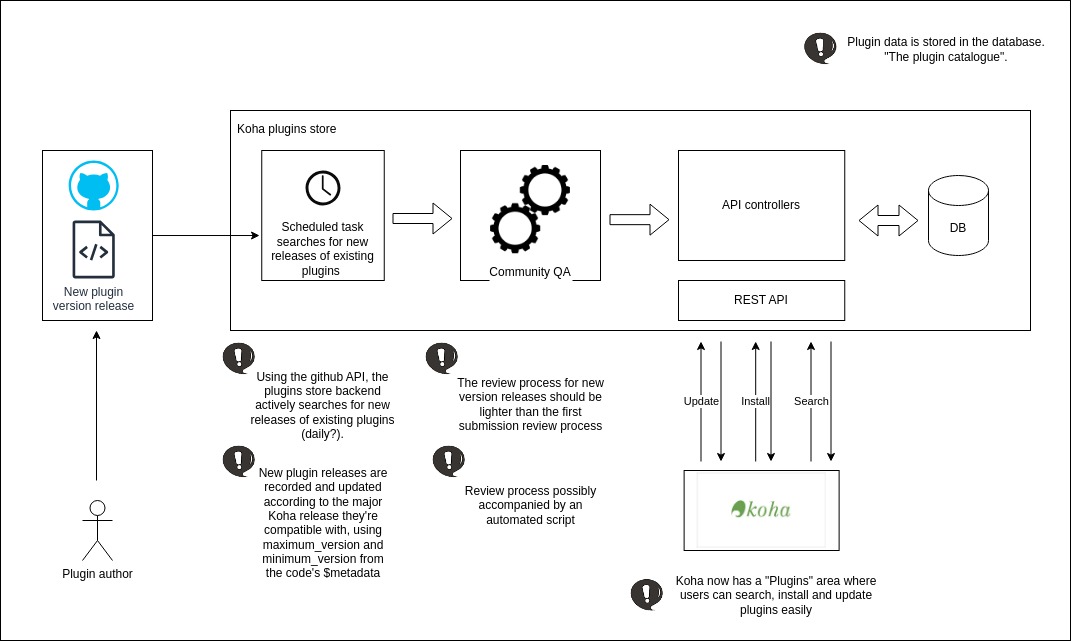 Plugin data is stored in the database.
"The plugin catalogue".
Koha plugins store
New plugin
version release
Scheduled task
searches for new
releases of existing
plugins
Community QA
API controllers
DB
REST API
Using the github API, the
plugins store backend
actively searches for new
releases of existing plugins
(daily?).
The review process for new
version releases should be
lighter than the first
submission review process
Update
Install
Search
New plugin releases are
recorded and updated
according to the major
Koha release they're
compatible with, using
maximum_version and
minimum_version from
the code's $metadata
Review process possibly
accompanied by an
automated script
koha
Plugin author
Koha now has a "Plugins" area where
users can search, install and update
plugins easily